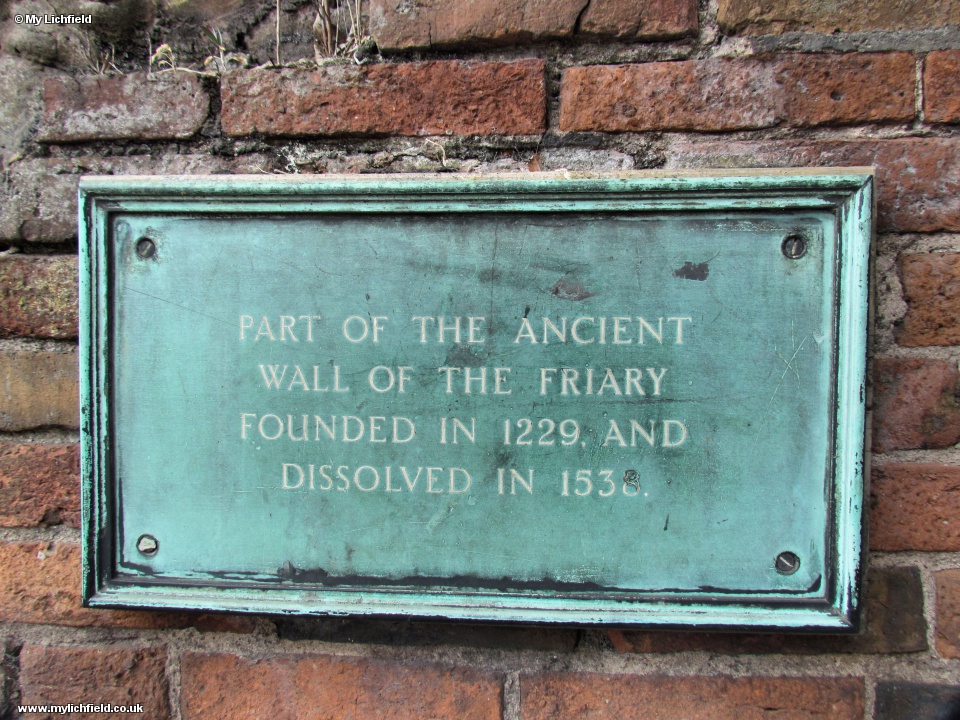 © My Lichfield
PART OF THE ANCIENT
WALL OF THE FRIARY
FOUNDED IN 1229, AND
DISSOLVED IN 1538.
www.mylichfield.co.uk